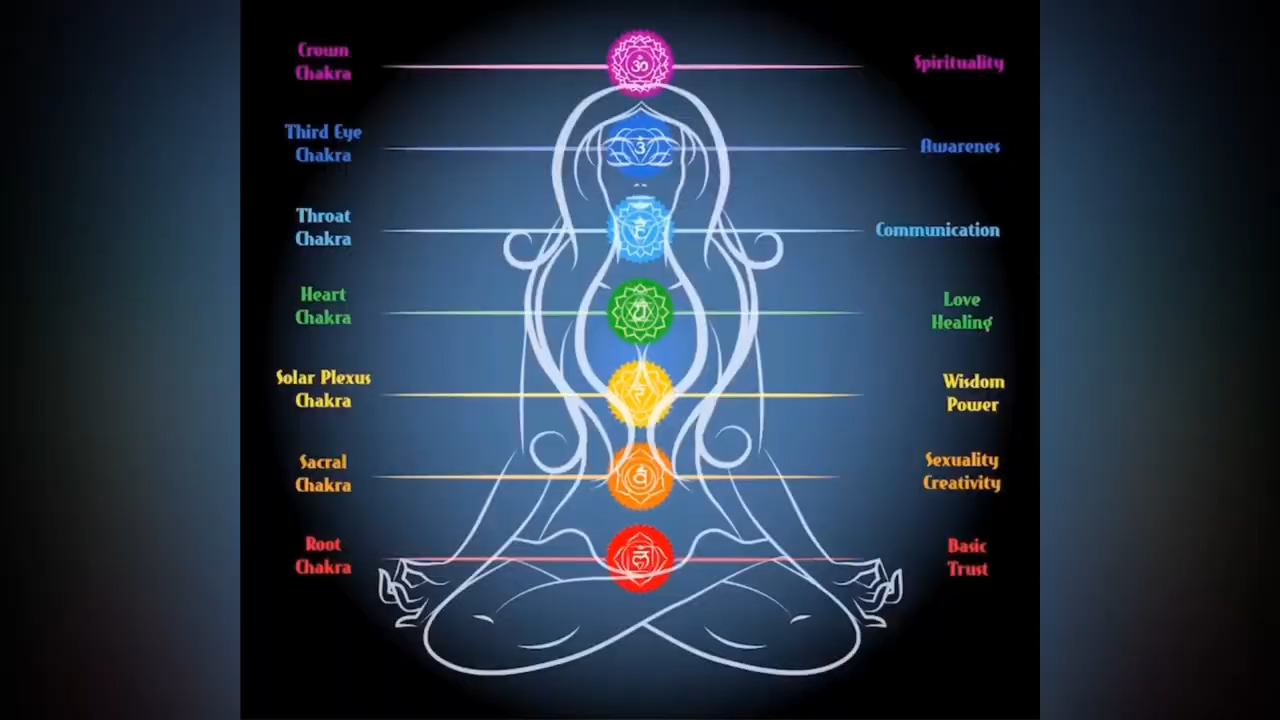 Crown
Chakra
ॐ
Spirituality
Third Eye
Chakra
Awarenes
Throat
Chakra
हं
Communication
Heart
Chakra
यं
Love
Healing
Solar Plexus
Chakra
रं
Wisdom
Power
Sacral
Chakra
वं
Sexuality
Creativity
Root
Chakra
लं
Basic
Trust